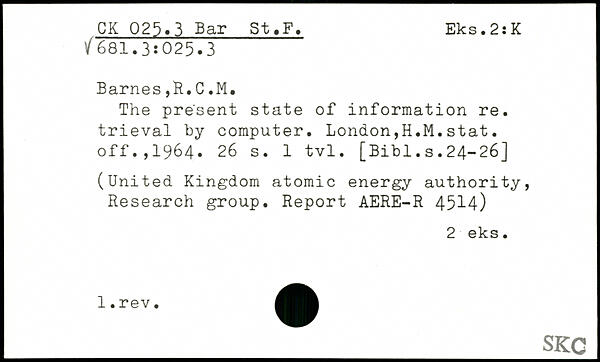 CK 025.3 Bar St.F. Eks.2:K
√681.3:025.3
Barnes,R.C.M.
The present state of information re.
trieval by computer. London,H.M.stat.
off.,1964. 26 s. 1 tvl. [Bibl.s.24-26]
(United Kingdom atomic energy authority,
Research group. Report AERE-R 4514)
2 eks.
1.rev.
SKC